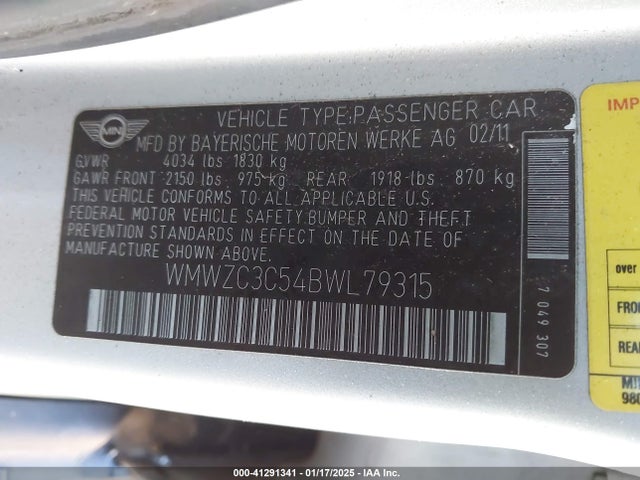 MINI
VEHICLE TYPE:PASSENGER CAR
MFD BY BAYERISCHE MOTOREN WERKE AG 02/11
GVWR 4034 lbs 1830 kg
GAWR FRONT 2150 lbs 975 kg REAR 1918 lbs 870 kg
THIS VEHICLE CONFORMS TO ALL APPLICABLE U.S.
FEDERAL MOTOR VEHICLE SAFETY BUMPER AND THEFT
PREVENTION STANDARDS IN EFFECT ON THE DATE OF
MANUFACTURE SHOWN ABOVE.
WMWZC3C54BWL79315
7 049 307
IMP
over
FRO
REA
980
000-41291341 - 01/17/2025 - IAA Inc.